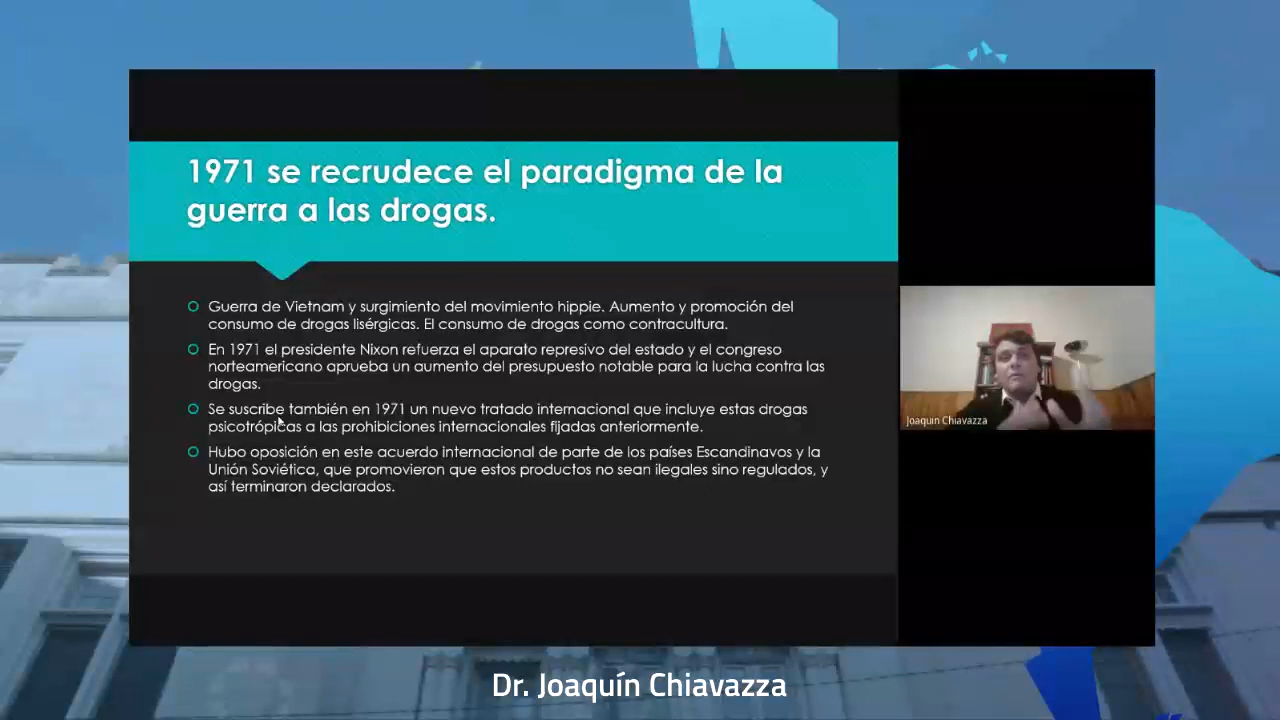 1971 se recrudece el paradigma de la
guerra a las drogas.
Guerra de Vietnam y surgimiento del movimiento hippie. Aumento y promoción del
consumo de drogas lisérgicas. El consumo de drogas como contracultura.
En 1971 el presidente Nixon refuerza el aparato represivo del estado y el congreso
norteamericano aprueba un aumento del presupuesto notable para la lucha contra las
drogas.
Se suscribe también en 1971 un nuevo tratado internacional que incluye estas drogas
psicotrópicas a las prohibiciones internacionales fijadas anteriormente.
Hubo oposición en este acuerdo internacional de parte de los países Escandinavos y la
Unión Soviética, que promovieron que estos productos no sean ilegales sino regulados, y
así terminaron declarados.
Joaquin Chiavazza
Dr. Joaquín Chiavazza